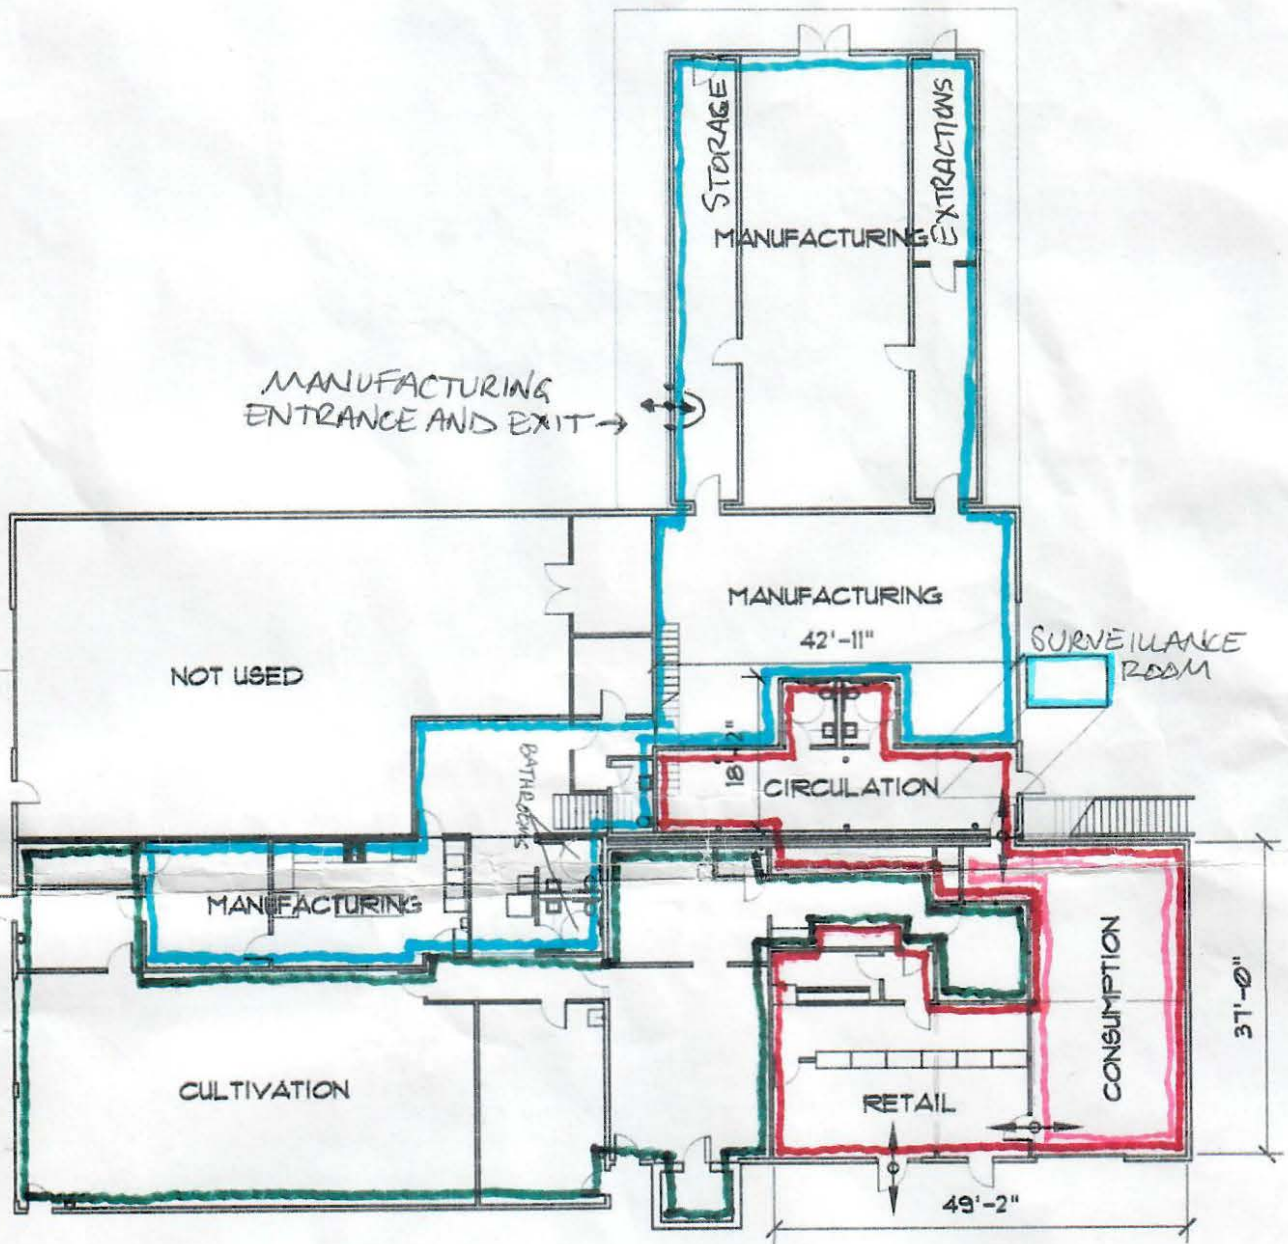 STORAGE
EXTRACTIONS
MANUFACTURING
MANUFACTURING
ENTRANCE AND EXIT →
MANUFACTURING
42'-11"
SURVEILLANCE
ROOM
NOT USED
18'-2"
BATHROOMS
CIRCULATION
MANUFACTURING
CONSUMPTION
37'-0"
CULTIVATION
RETAIL
49'-2"